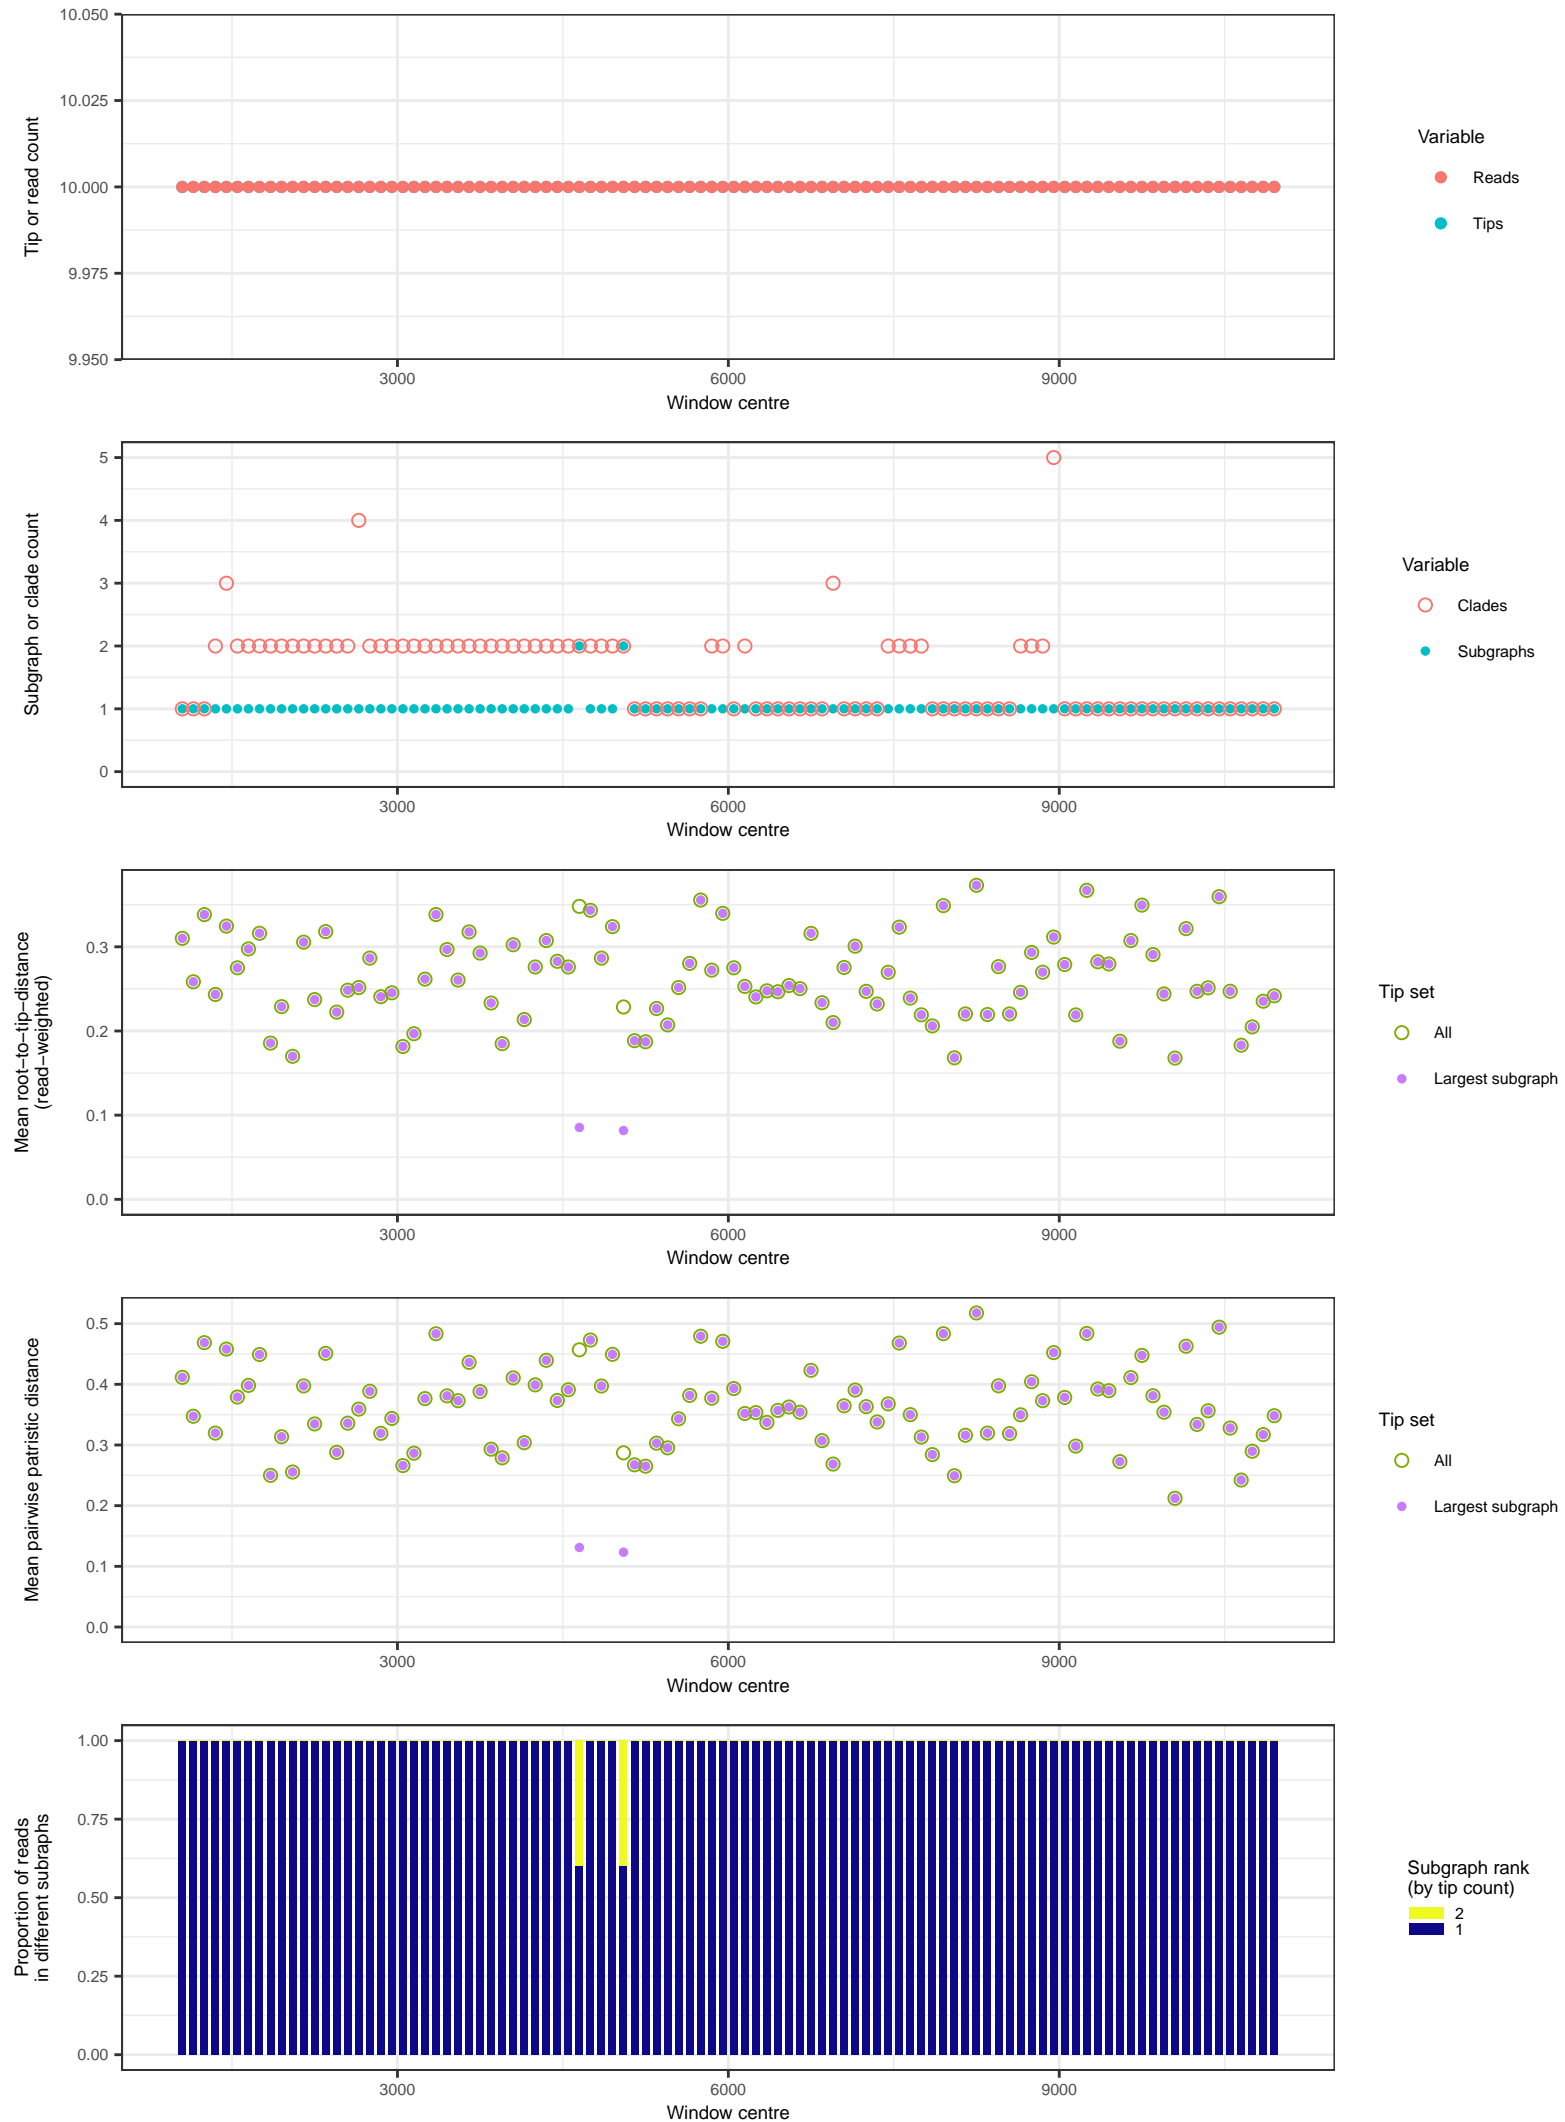 10.050
10.025
10.000
9.975
9.950
Tip or read count
3000 6000 9000
Window centre
Variable
Reads
Tips
5
4
3
2
1
0
Subgraph or clade count
3000 6000 9000
Window centre
Variable
Clades
Subgraphs
0.3
0.2
0.1
0.0
Mean root−to−tip−distance
(read−weighted)
3000 6000 9000
Window centre
Tip set
All
Largest subgraph
0.5
0.4
0.3
0.2
0.1
0.0
Mean pairwise patristic distance
3000 6000 9000
Window centre
Tip set
All
Largest subgraph
1.00
0.75
0.50
0.25
0.00
Proportion of reads
in different subraphs
3000 6000 9000
Window centre
Subgraph rank
(by tip count)
2
1